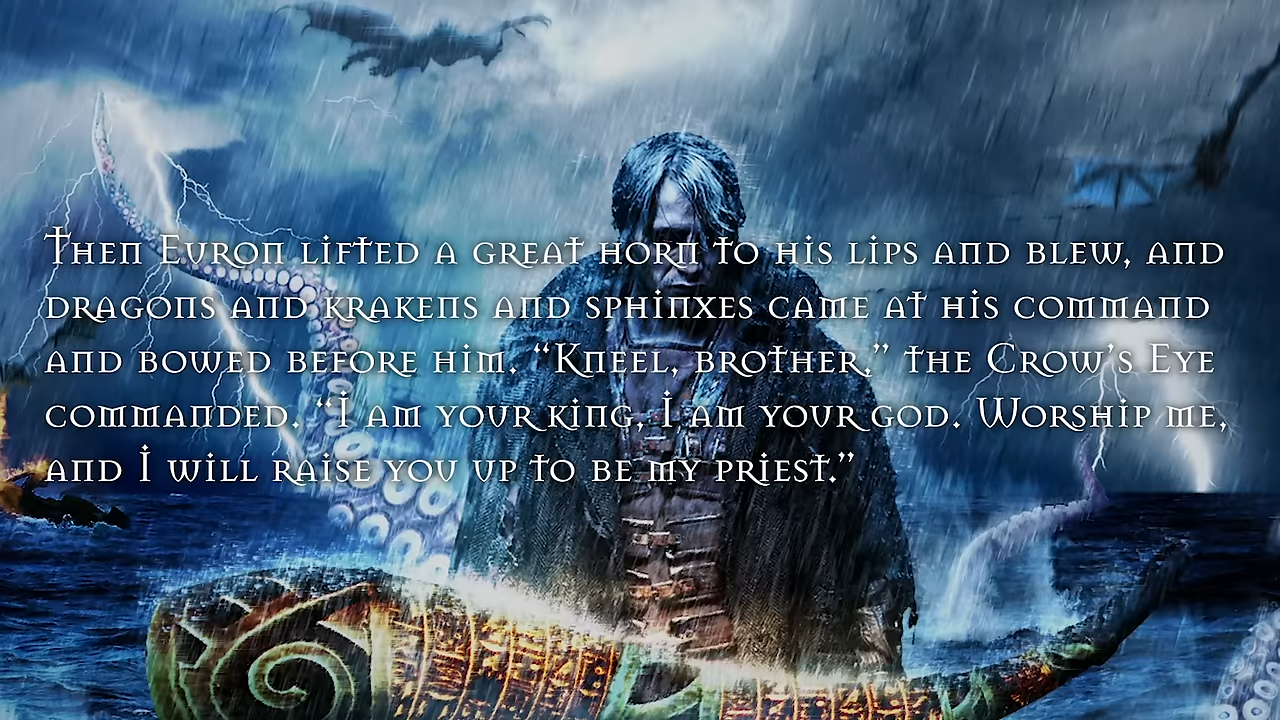 Then Euron lifted a great horn to his lips and blew, and
dragons and krakens and sphinxes came at his command
and bowed before him. “Kneel, brother,” the Crow’s Eye
commanded. “I am your king, I am your god. Worship me,
and I will raise you up to be my priest.”